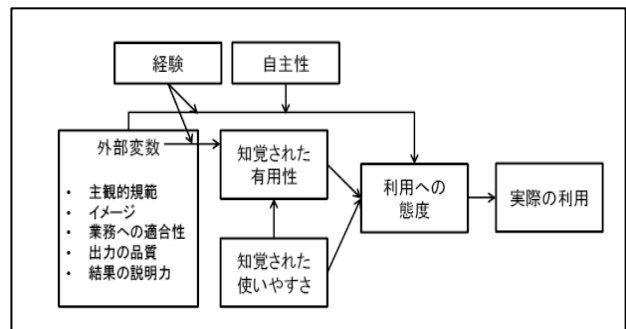 経験
自主性
外部変数
• 主観的規範
• イメージ
• 業務への適合性
• 出力の品質
• 結果の説明力
知覚された
有用性
知覚された
使いやすさ
利用への
態度
実際の利用